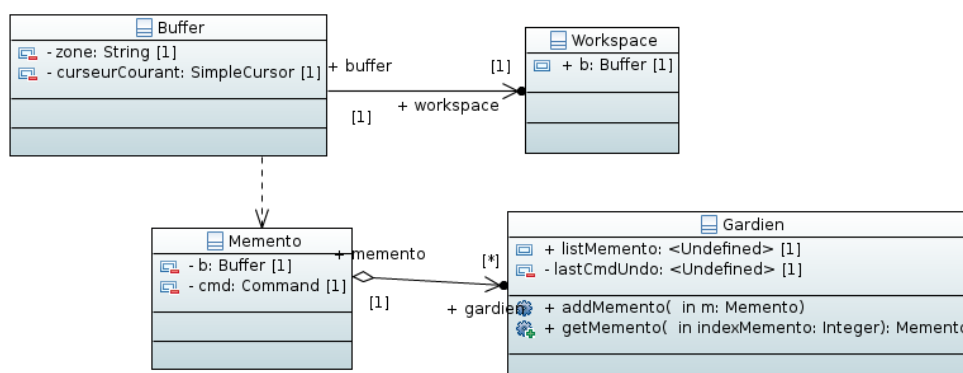 Buffer
- zone: String [1]
- curseurCourant: SimpleCursor [1]
+ buffer
[1]
+ workspace
[1]
Workspace
+ b: Buffer [1]
Memento
- b: Buffer [1]
- cmd: Command [1]
+ memento
[*]
[1]
+ gardien
Gardien
+ listMemento: <Undefined> [1]
- lastCmdUndo: <Undefined> [1]
+ addMemento( in m: Memento)
+ getMemento( in indexMemento: Integer): Memento